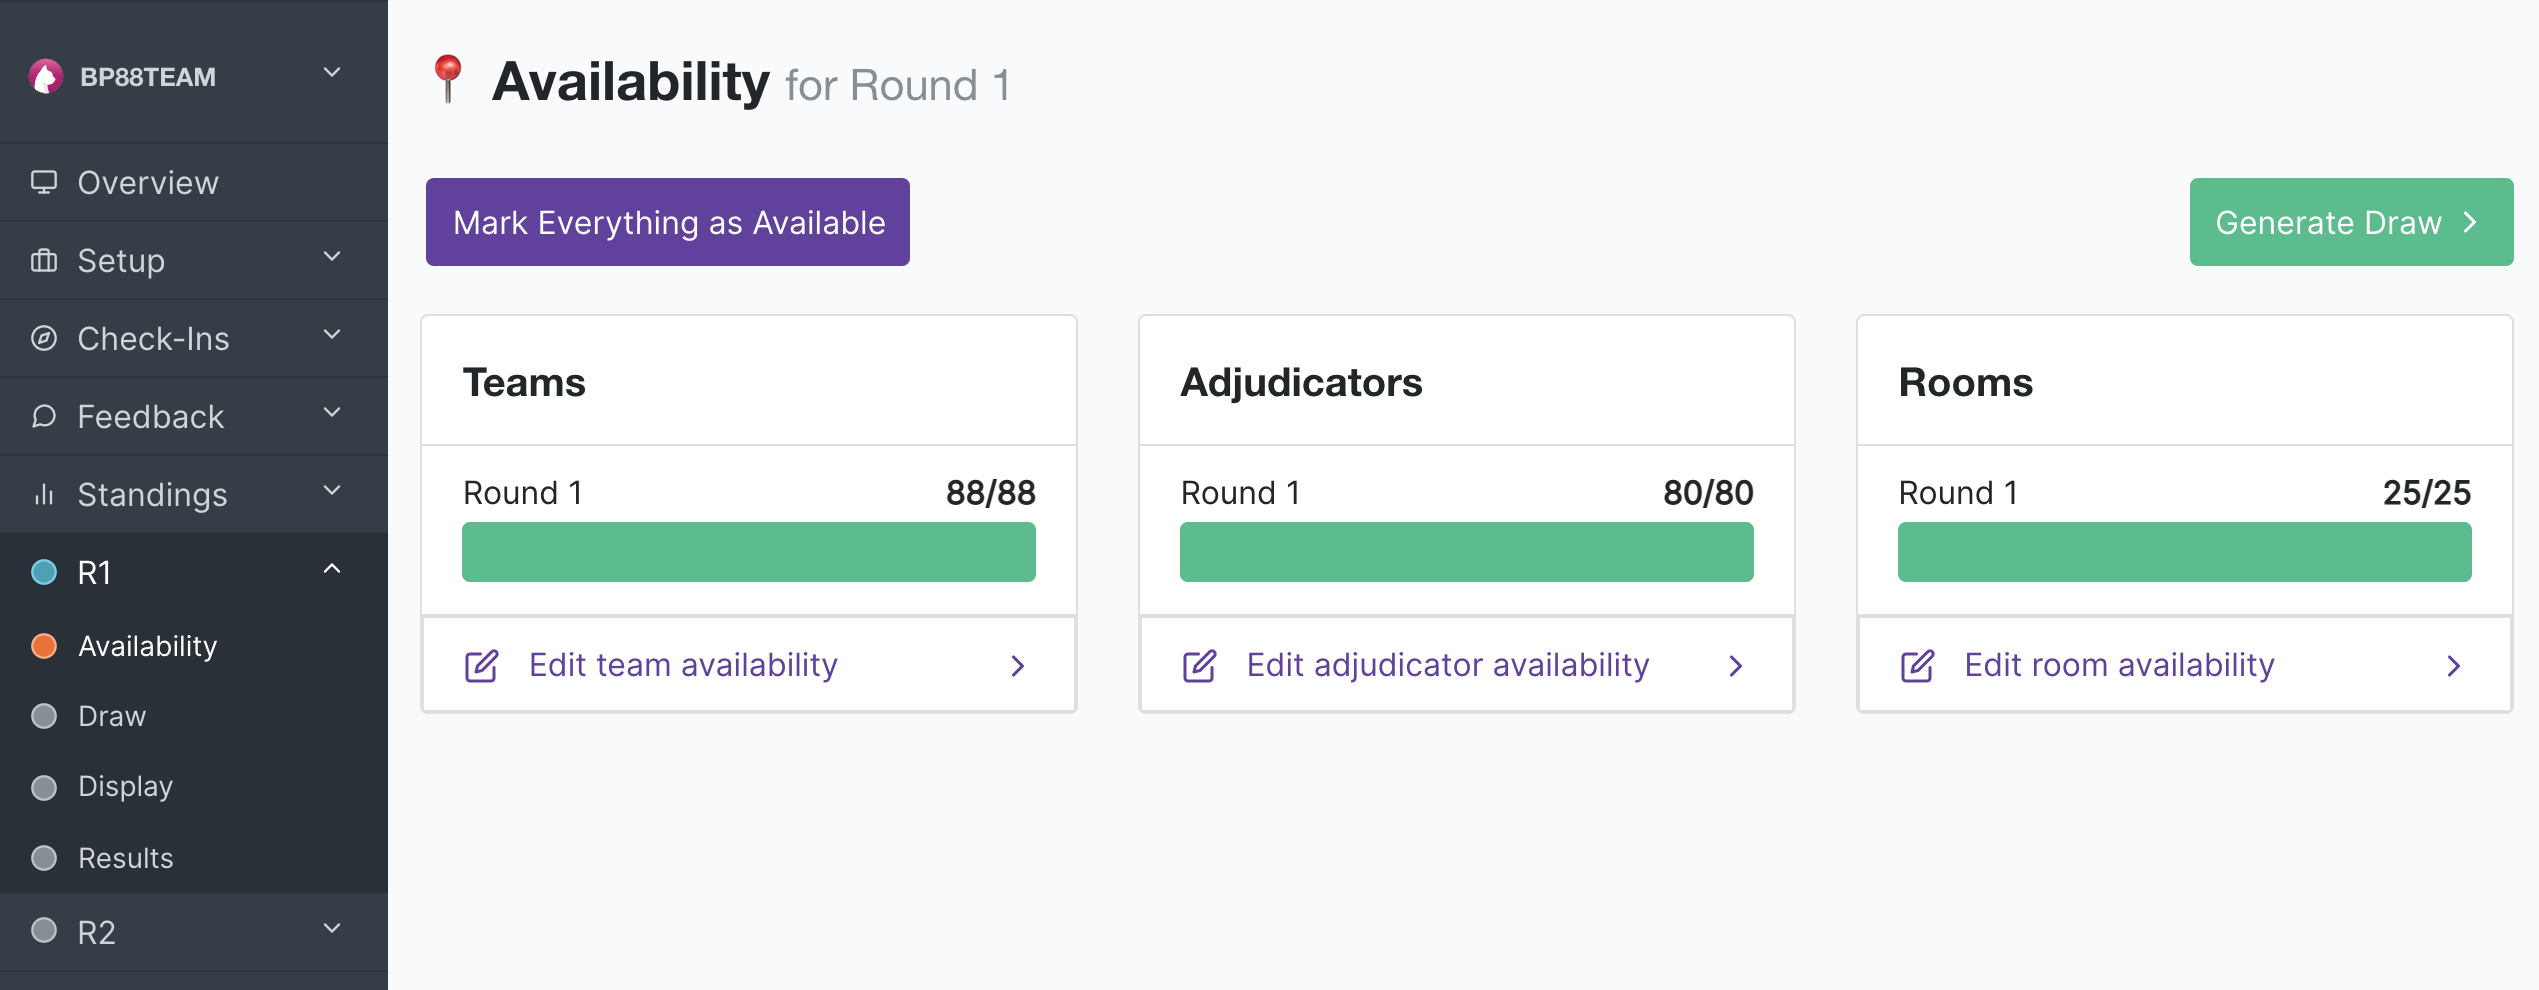 BP88TEAM
Overview
Setup
Check-Ins
Feedback
Standings
R1
Availability
Draw
Display
Results
R2
Availability for Round 1
Mark Everything as Available
Generate Draw
Teams
Round 1 88/88
Edit team availability
Adjudicators
Round 1 80/80
Edit adjudicator availability
Rooms
Round 1 25/25
Edit room availability